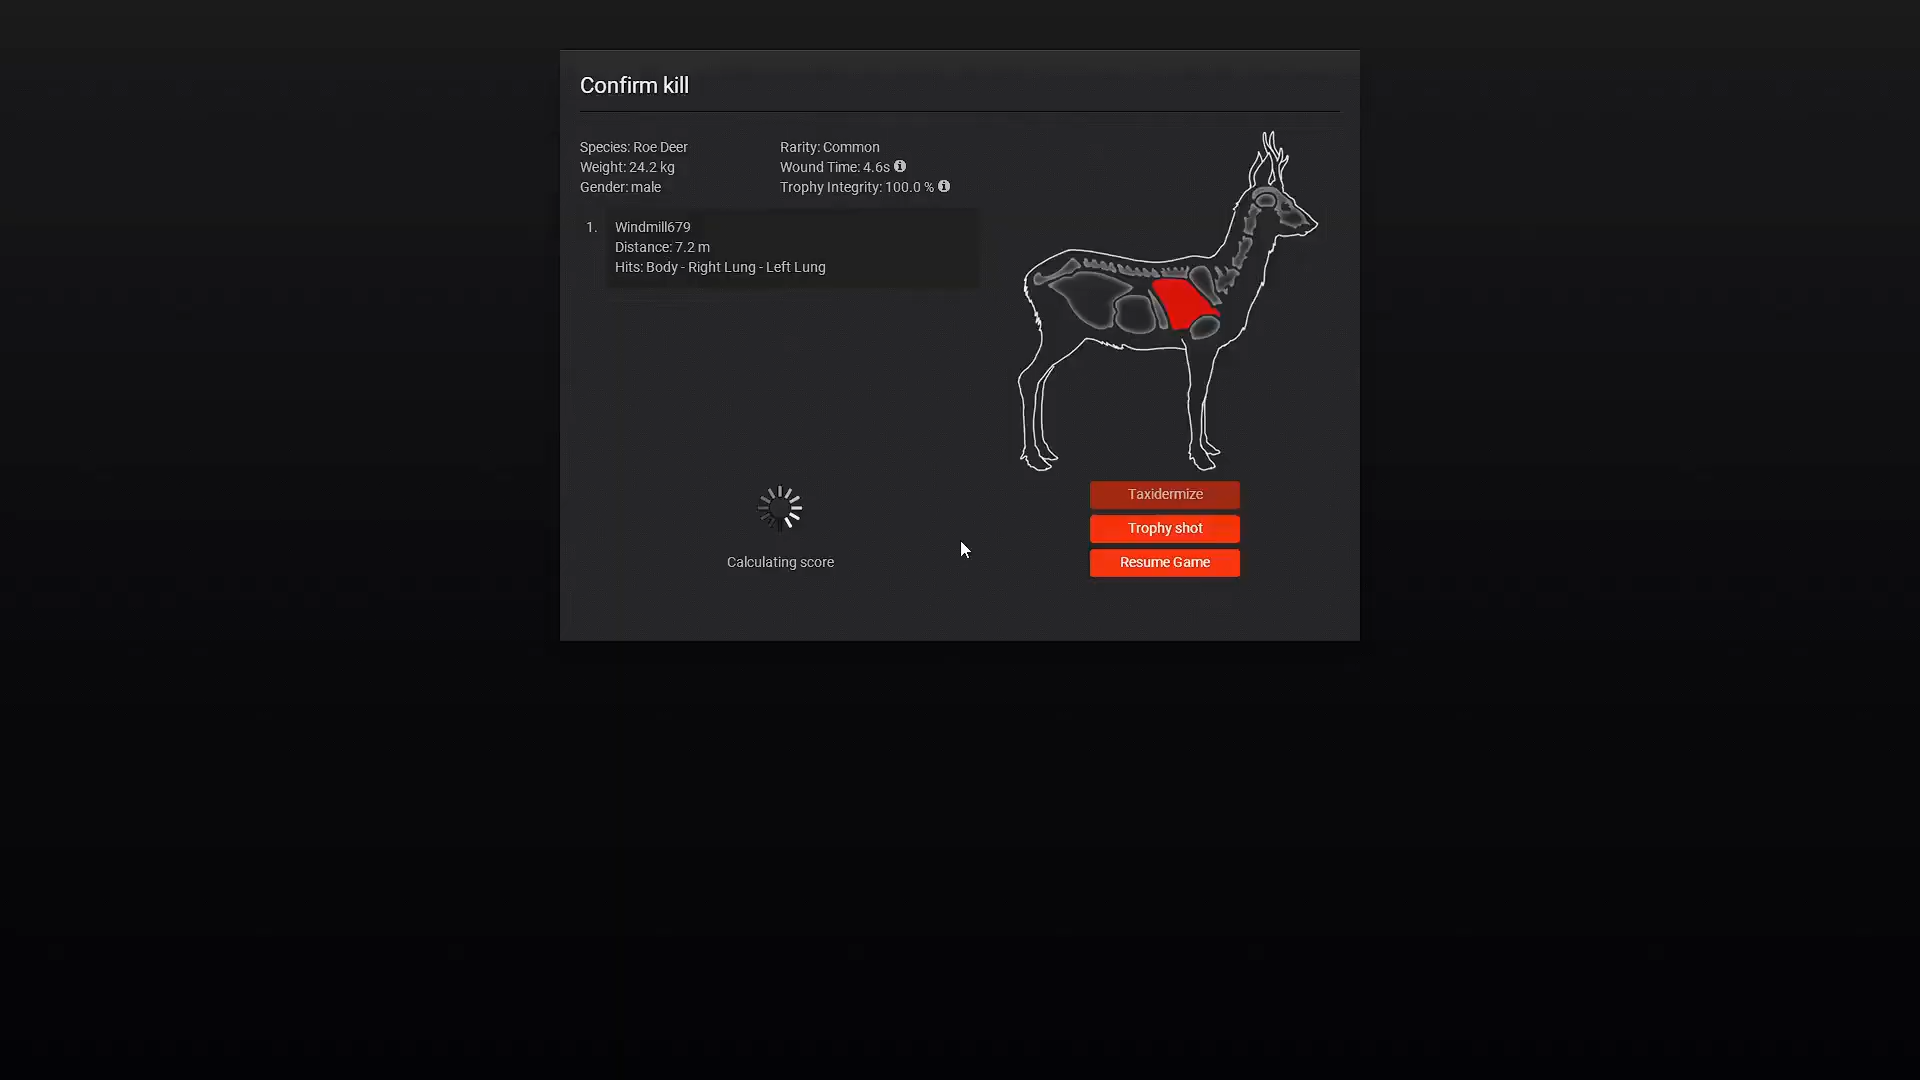 Confirm kill
Species: Roe Deer
Weight: 24.2 kg
Gender: male
Rarity: Common
Wound Time: 4.6s
Trophy Integrity: 100.0 %
1. Windmill679
Distance: 7.2 m
Hits: Body - Right Lung - Left Lung
Calculating score
Taxidermize
Trophy shot
Resume Game